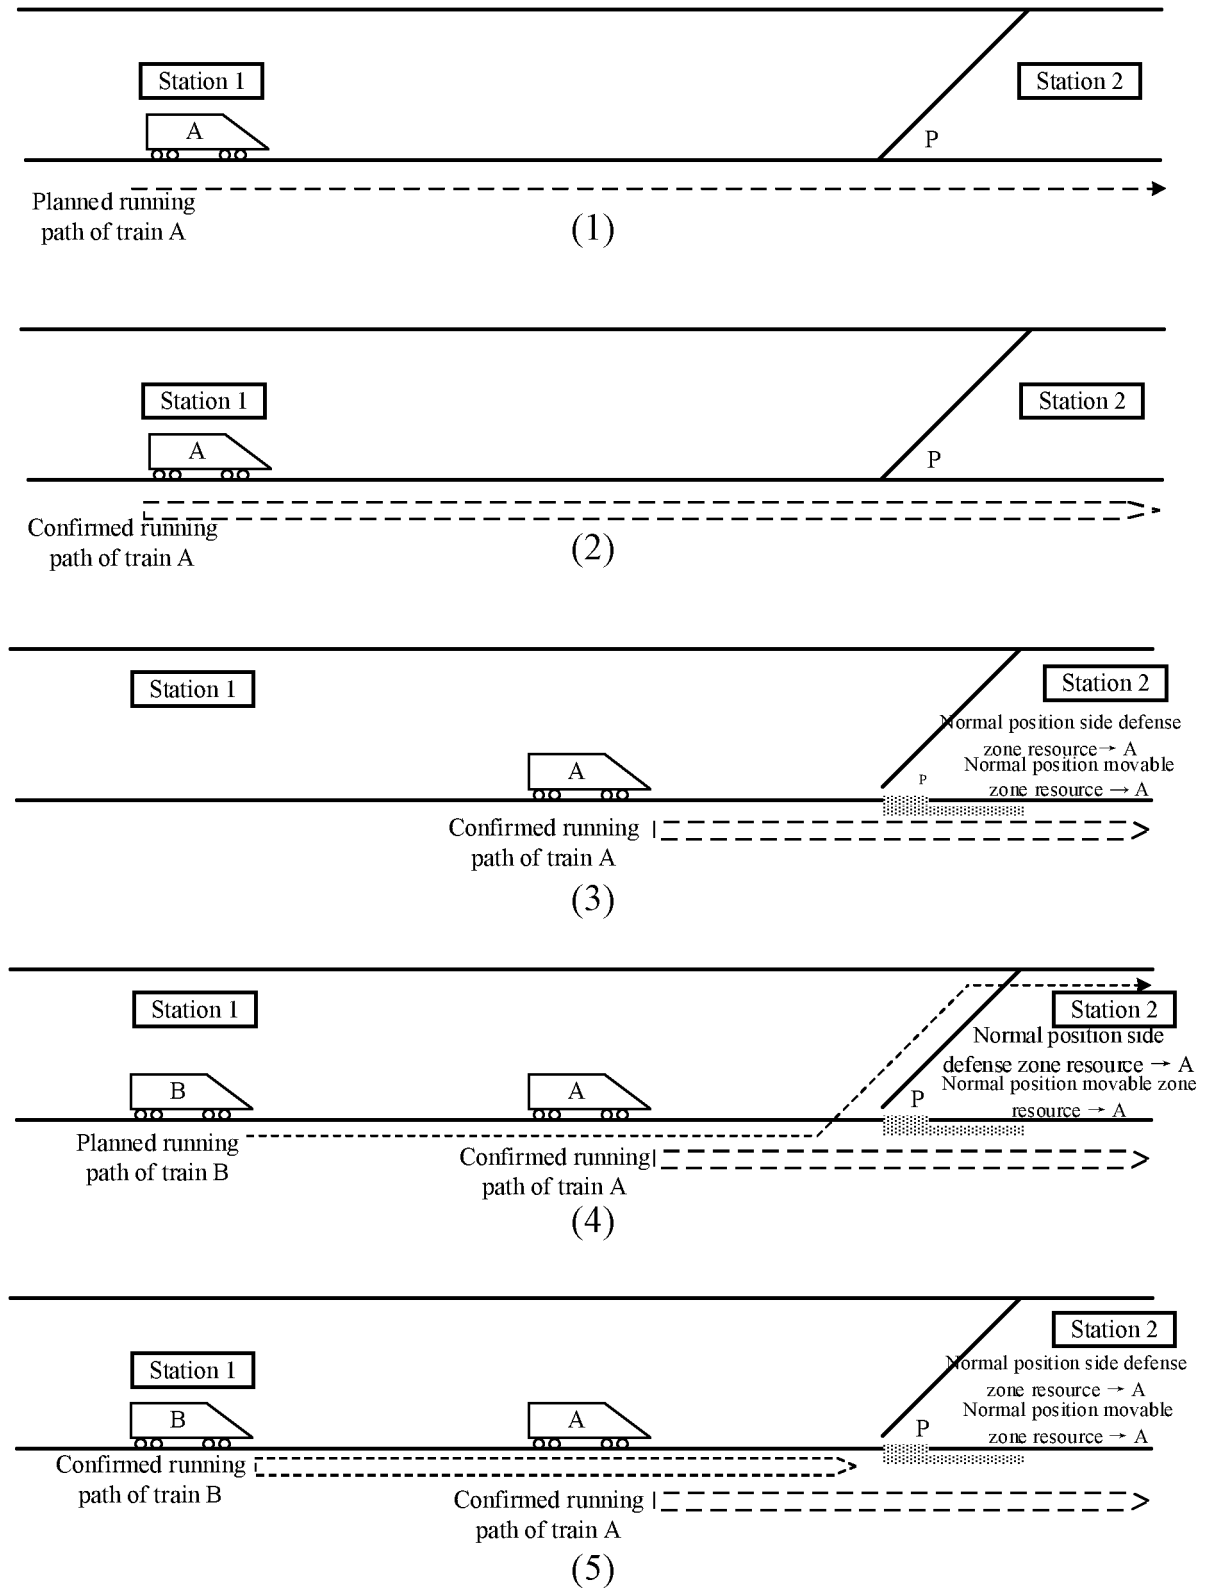 Station 1
Station 2
A
P
Planned running
path of train A
(1)
Station 1
Station 2
A
P
Confirmed running
path of train A
(2)
Station 1
Station 2
Normal position side defense
zone resource→ A
Normal position movable
zone resource → A
A
P
Confirmed running
path of train A
(3)
Station 1
Station 2
Normal position side
defense zone resource → A
Normal position movable zone
resource → A
B
A
P
Planned running
path of train B
Confirmed running
path of train A
(4)
Station 2
Station 1
Normal position side defense
zone resource → A
Normal position movable
zone resource → A
B
A
P
Confirmed running
path of train B
Confirmed running
path of train A
(5)